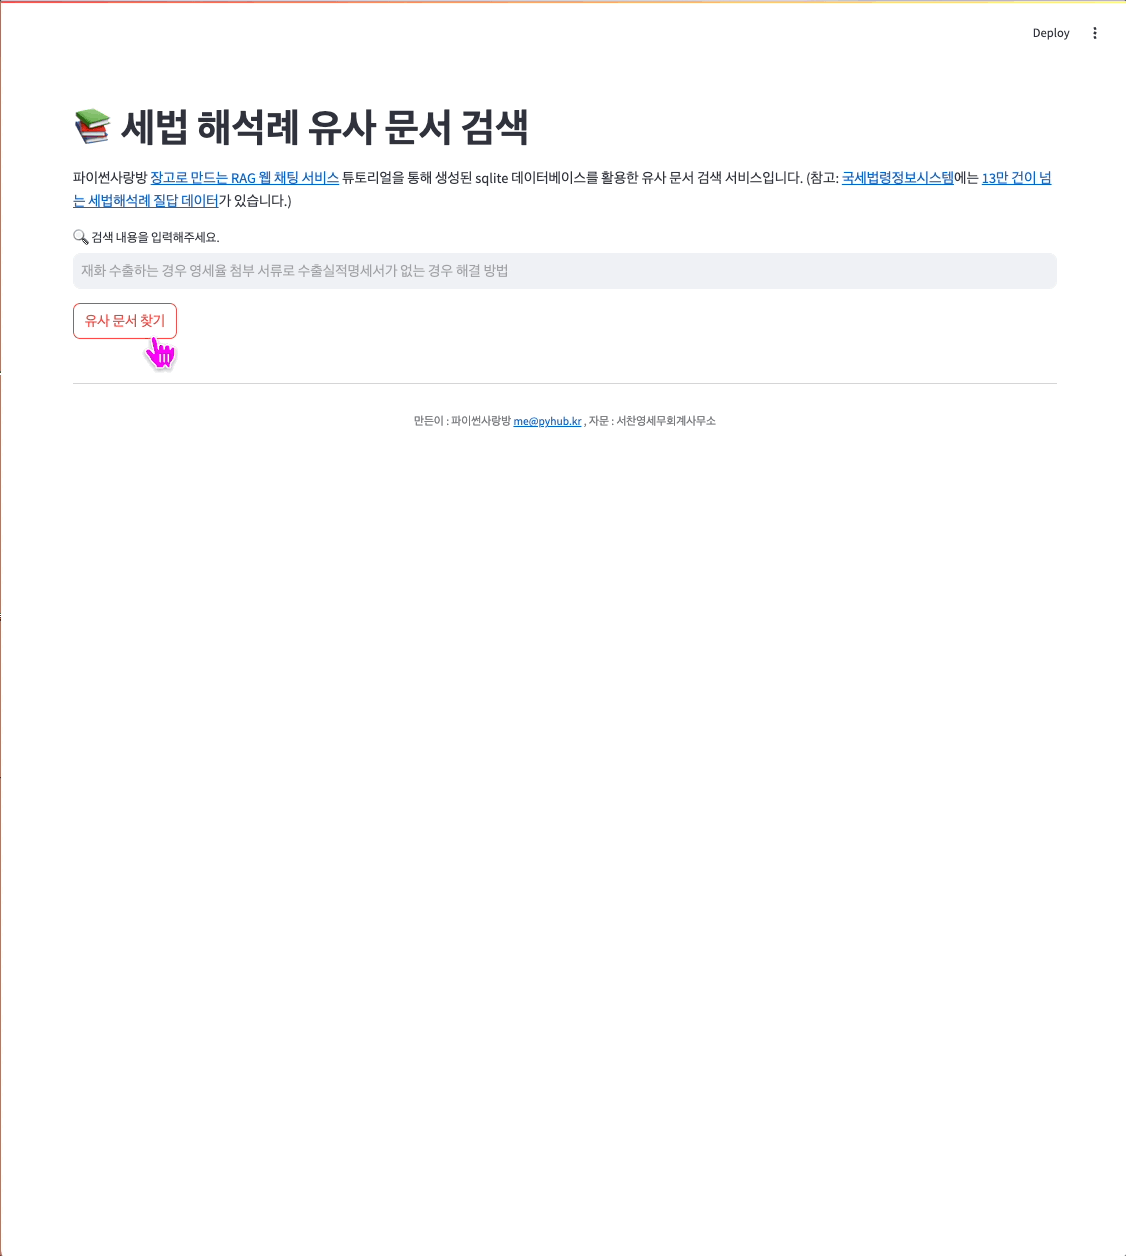 Deploy
세법 해석례 유사 문서 검색
파이썬사랑방 장고로 만드는 RAG 웹 채팅 서비스 튜토리얼을 통해 생성된 sqlite 데이터베이스를 활용한 유사 문서 검색 서비스입니다. (참고: 국세법령정보시스템에는 13만 건이 넘
는 세법해석례 질답 데이터가 있습니다.)
검색 내용을 입력해주세요.
재화 수출하는 경우 영세율 첨부 서류로 수출실적명세서가 없는 경우 해결 방법
유사 문서 찾기
만든이 : 파이썬사랑방 me@pyhub.kr , 자문 : 서찬영세무회계사무소